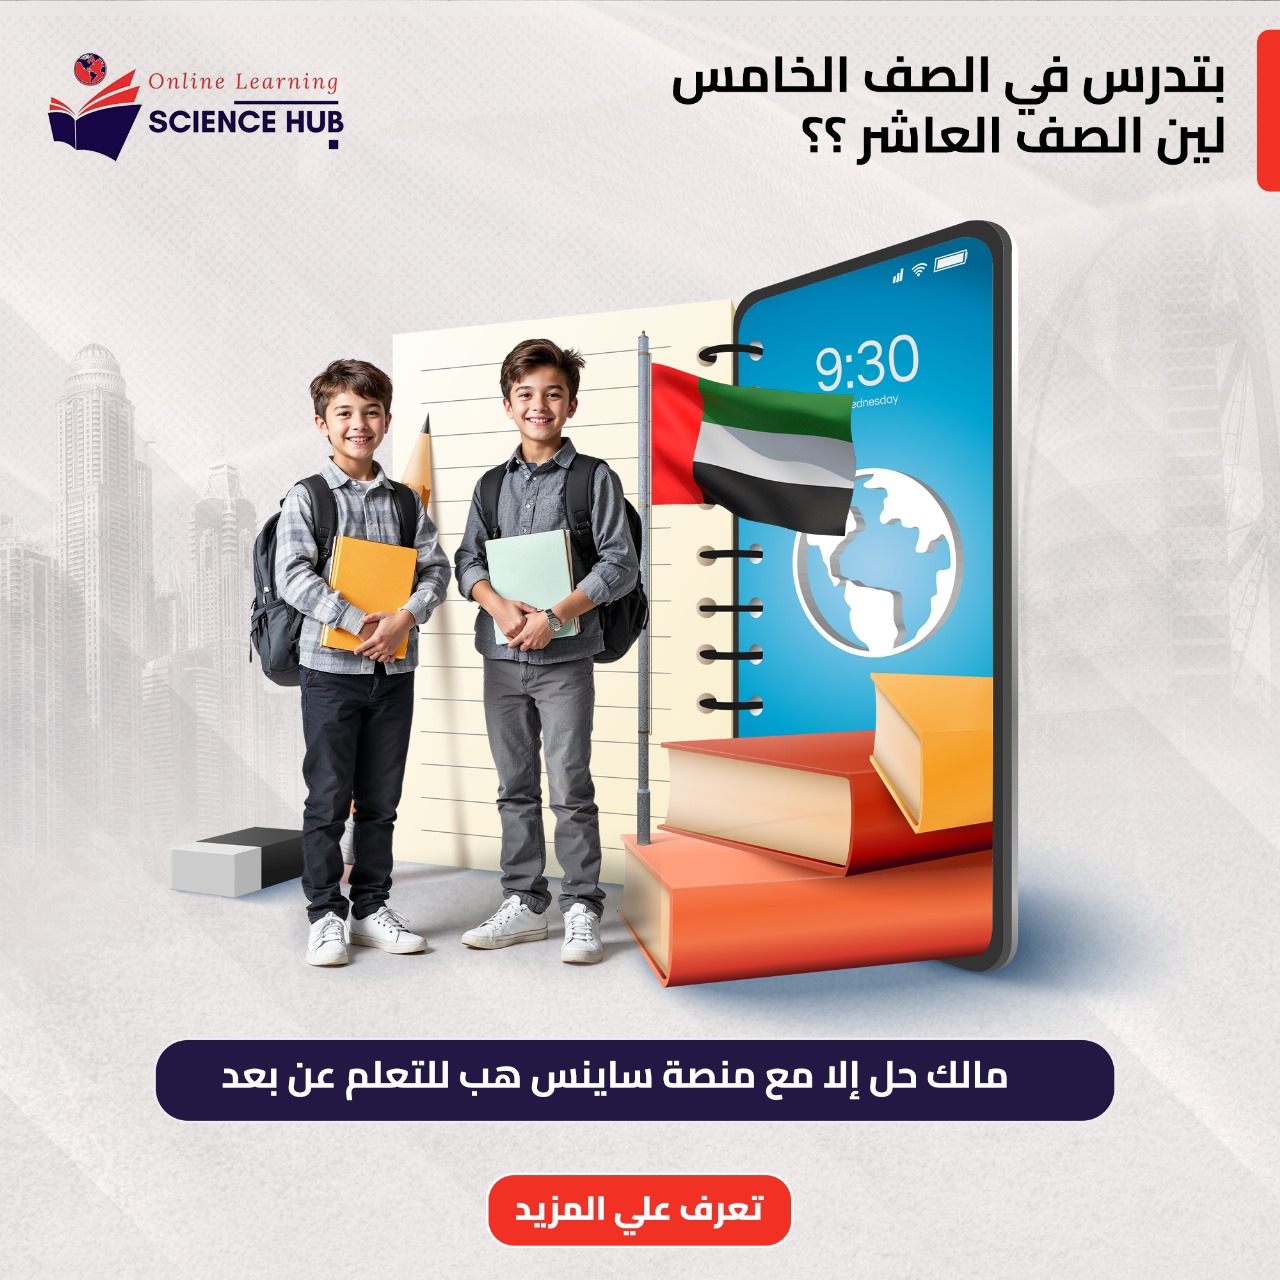 Online Learning
SCIENCE HUB
بتدرس في الصف الخامس
لين الصف العاشر ؟؟
9:30
مالك حل إلا مع منصة ساينس هب للتعلم عن بعد
تعرف علي المزيد